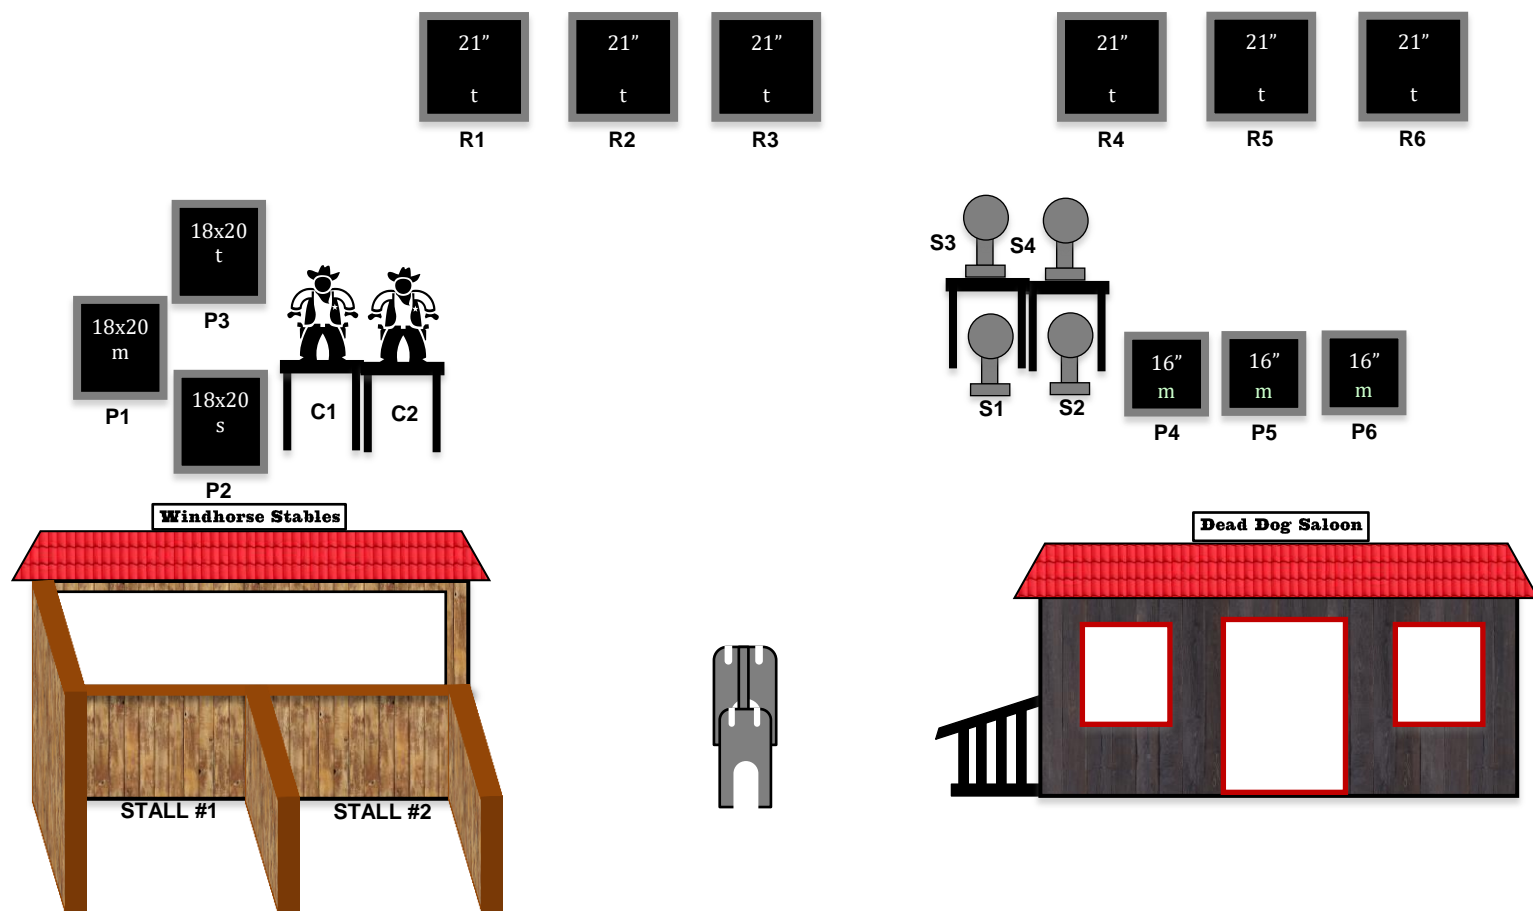 21” 21” 21” 21” 21” 21”
t t t t t t
R1 R2 R3 R4 R5 R6
18x20
t
P3
18x20
m
P1
18x20
s
P2
C1 C2
S3 S4
S1 S2
16” 16” 16”
m m m
P4 P5 P6
Windhorse Stables
Dead Dog Saloon
STALL #1 STALL #2